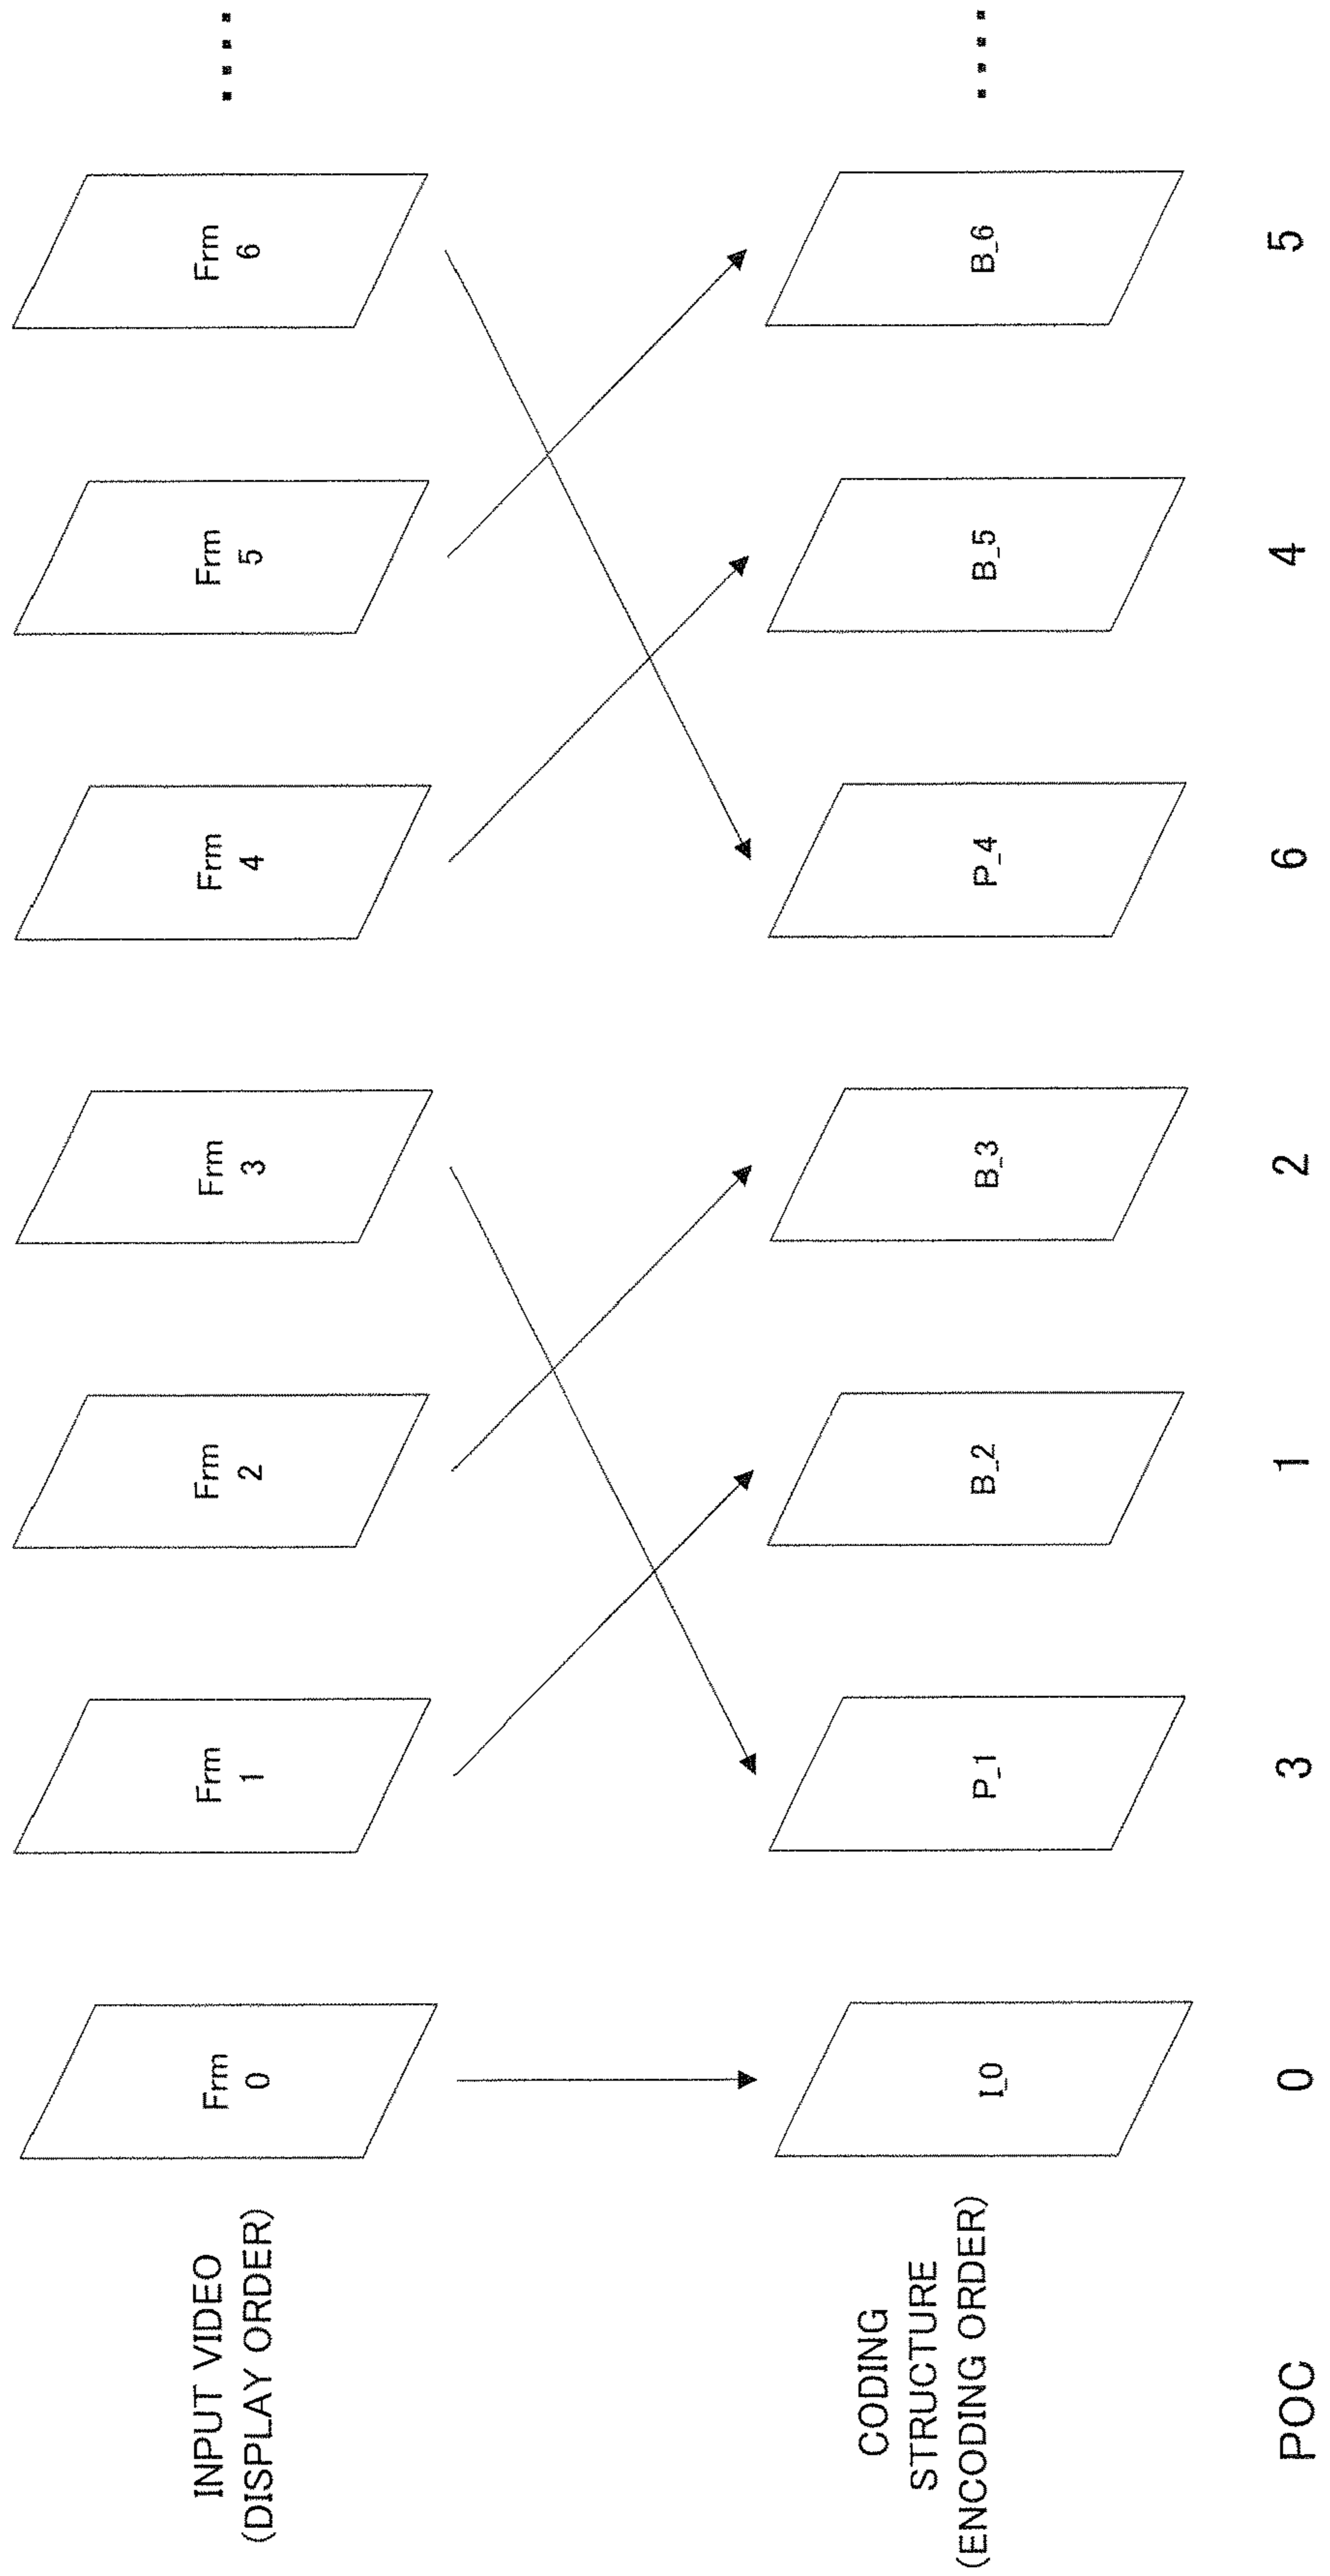 INPUT VIDEO
(DISPLAY ORDER)
Frm
0
Frm
1
Frm
2
Frm
3
Frm
4
Frm
5
Frm
6
CODING
STRUCTURE
(ENCODING ORDER)
I_0
P_1
B_2
B_3
P_4
B_5
B_6
POC 0 3 1 2 6 4 5